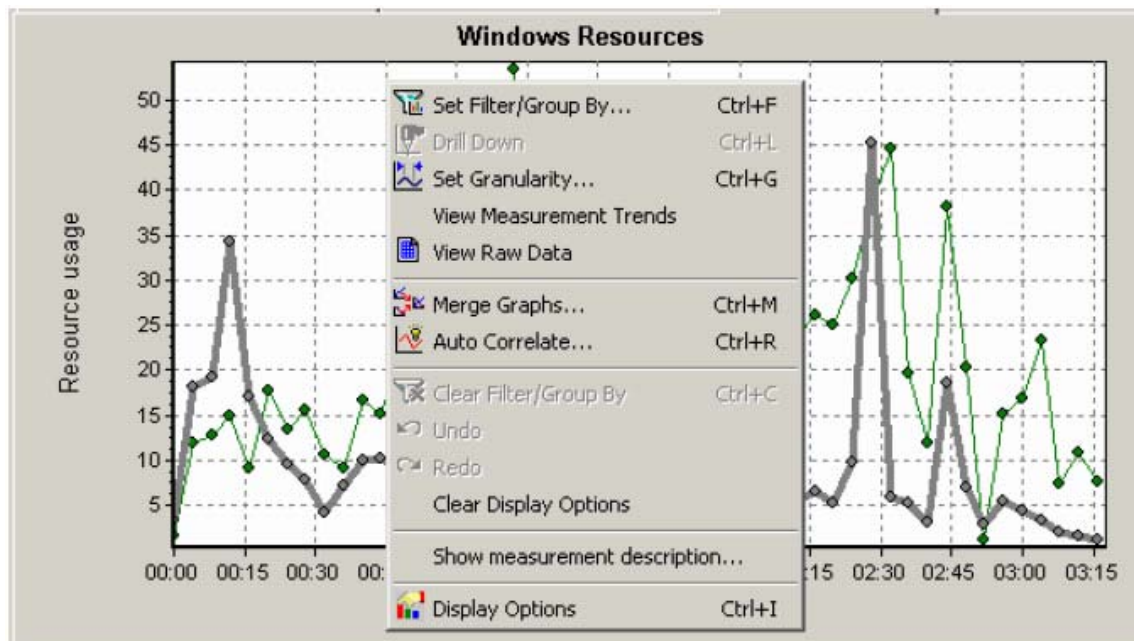 Windows Resources
Resource usage
50
45
40
35
30
25
20
15
10
5
Set Filter/Group By... Ctrl+F
Drill Down Ctrl+L
Set Granularity... Ctrl+G
View Measurement Trends
View Raw Data
Merge Graphs... Ctrl+M
Auto Correlate... Ctrl+R
Clear Filter/Group By Ctrl+C
Undo
Redo
Clear Display Options
Show measurement description...
Display Options Ctrl+I
00:00 00:15 00:30 00: :15 02:30 02:45 03:00 03:15